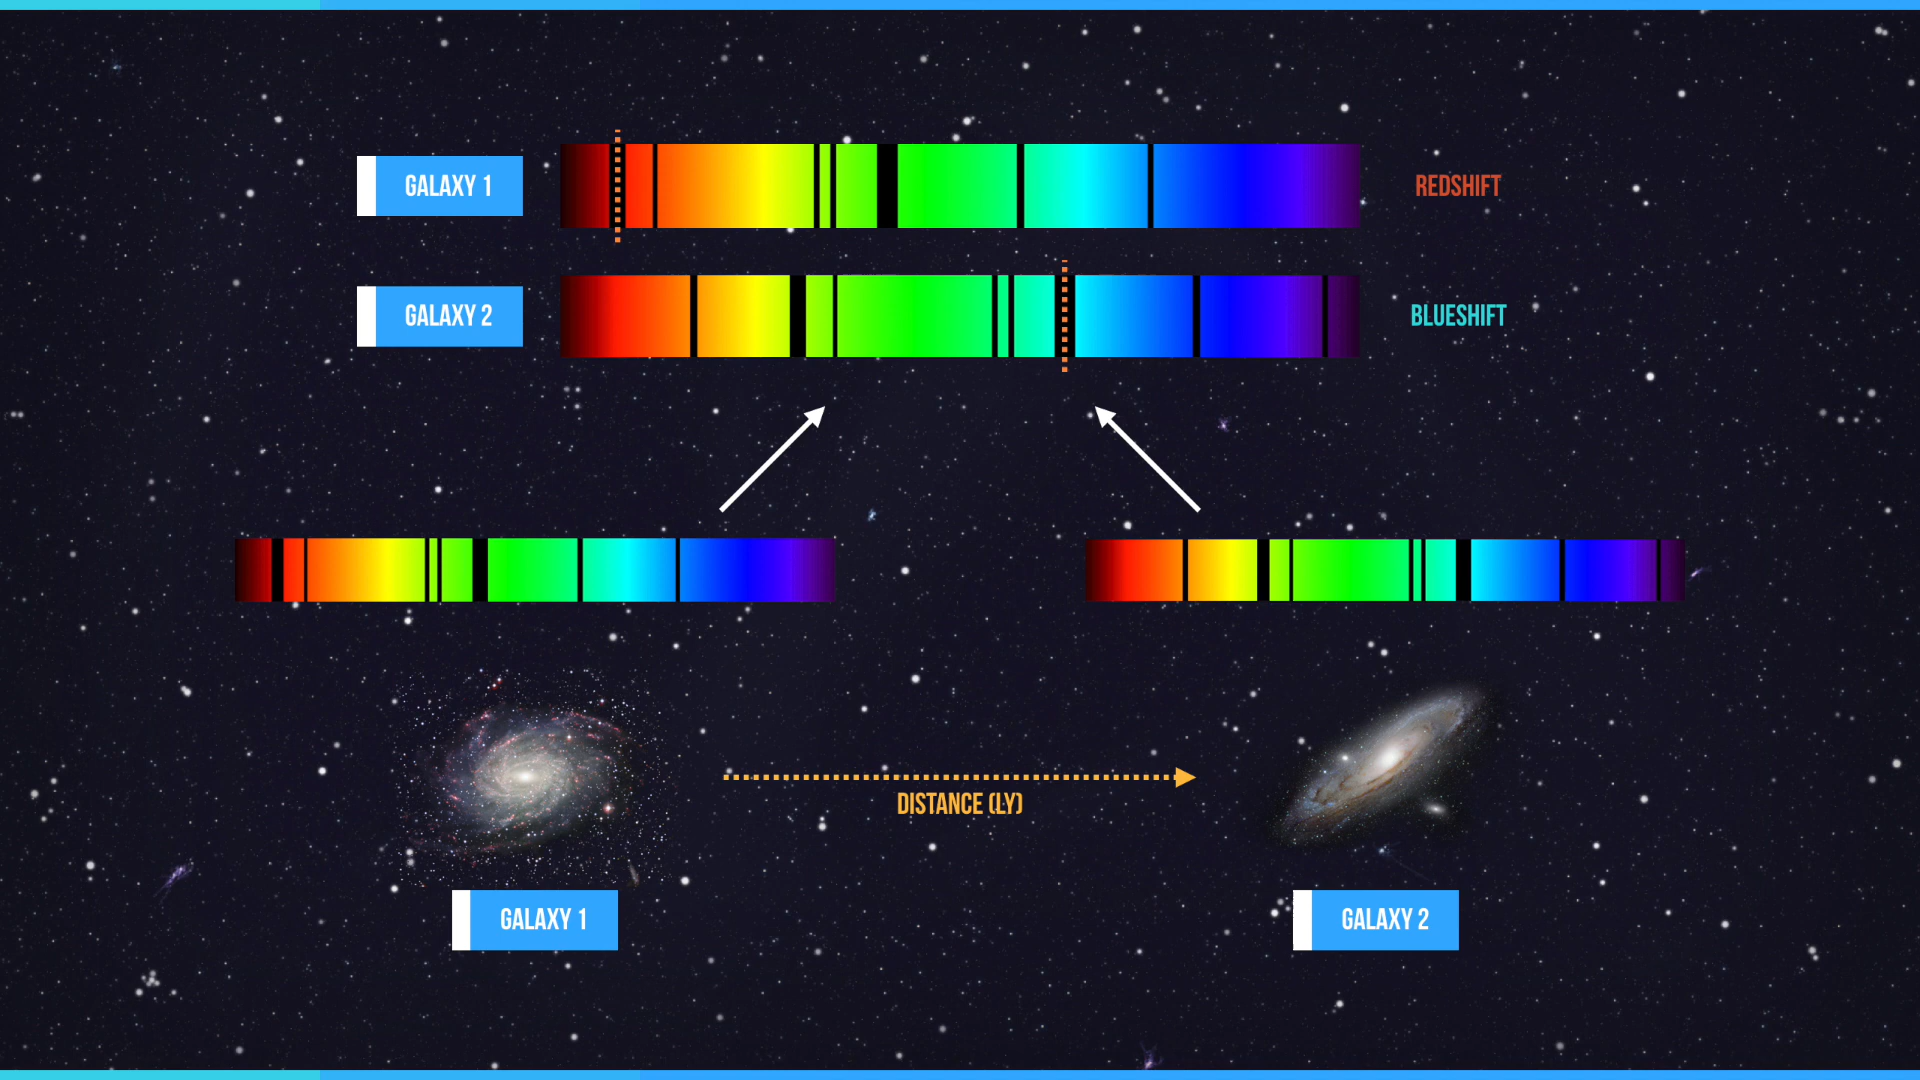 GALAXY 1
REDSHIFT
GALAXY 2
BLUESHIFT
DISTANCE (LY)
GALAXY 1
GALAXY 2